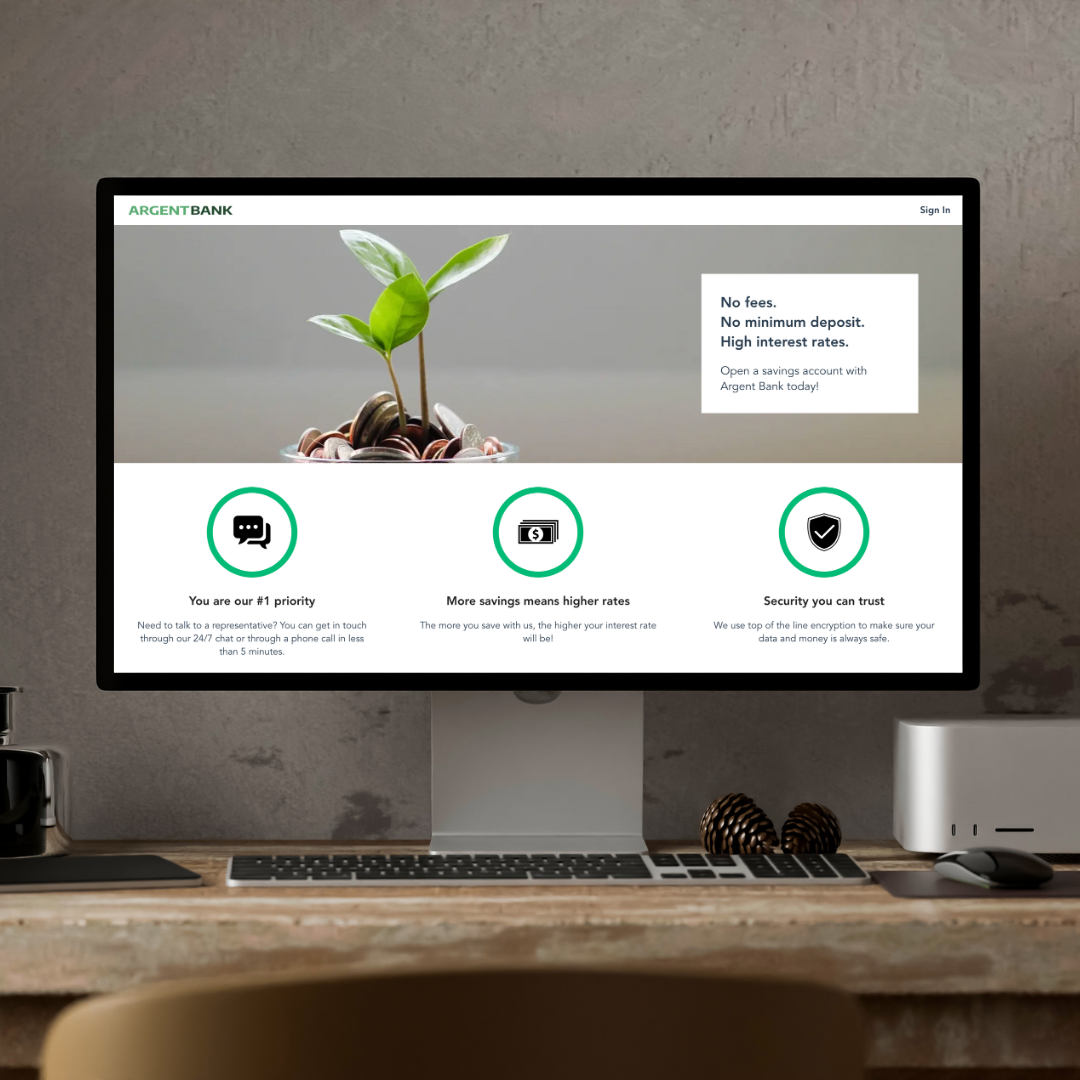 ARGENTBANK
Sign In
No fees.
No minimum deposit.
High interest rates.
Open a savings account with
Argent Bank today!
You are our #1 priority
Need to talk to a representative? You can get in touch
through our 24/7 chat or through a phone call in less
than 5 minutes.
More savings means higher rates
The more you save with us, the higher your interest rate
will be!
Security you can trust
We use top of the line encryption to make sure your
data and money is always safe.